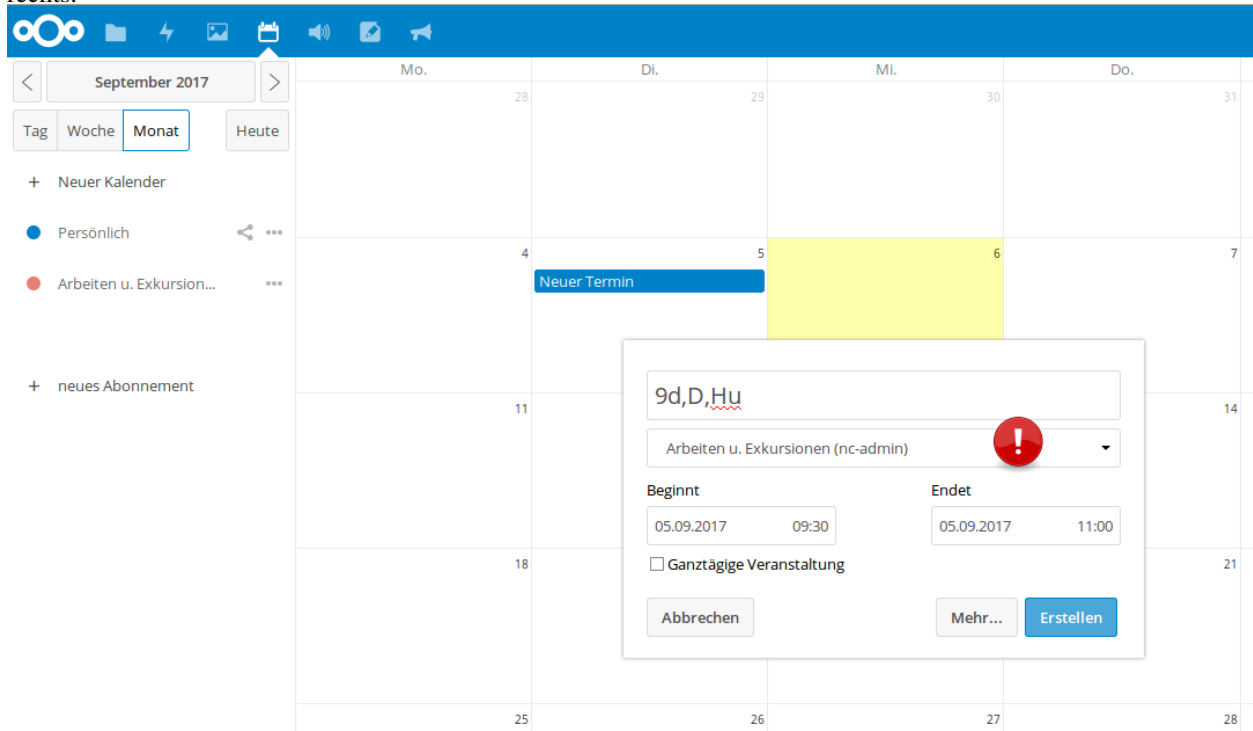 rechts.
Mo. Di. Mi. Do.
September 2017
28 29 30 31
Tag Woche Monat Heute
+ Neuer Kalender
Persönlich
4 5 6 7
Neuer Termin
Arbeiten u. Exkursion...
+ neues Abonnement
9d,D,Hu
11 14
Arbeiten u. Exkursionen (nc-admin)
Beginnt Endet
05.09.2017 09:30 05.09.2017 11:00
18 21
Ganztägige Veranstaltung
Abbrechen Mehr... Erstellen
25 26 27 28